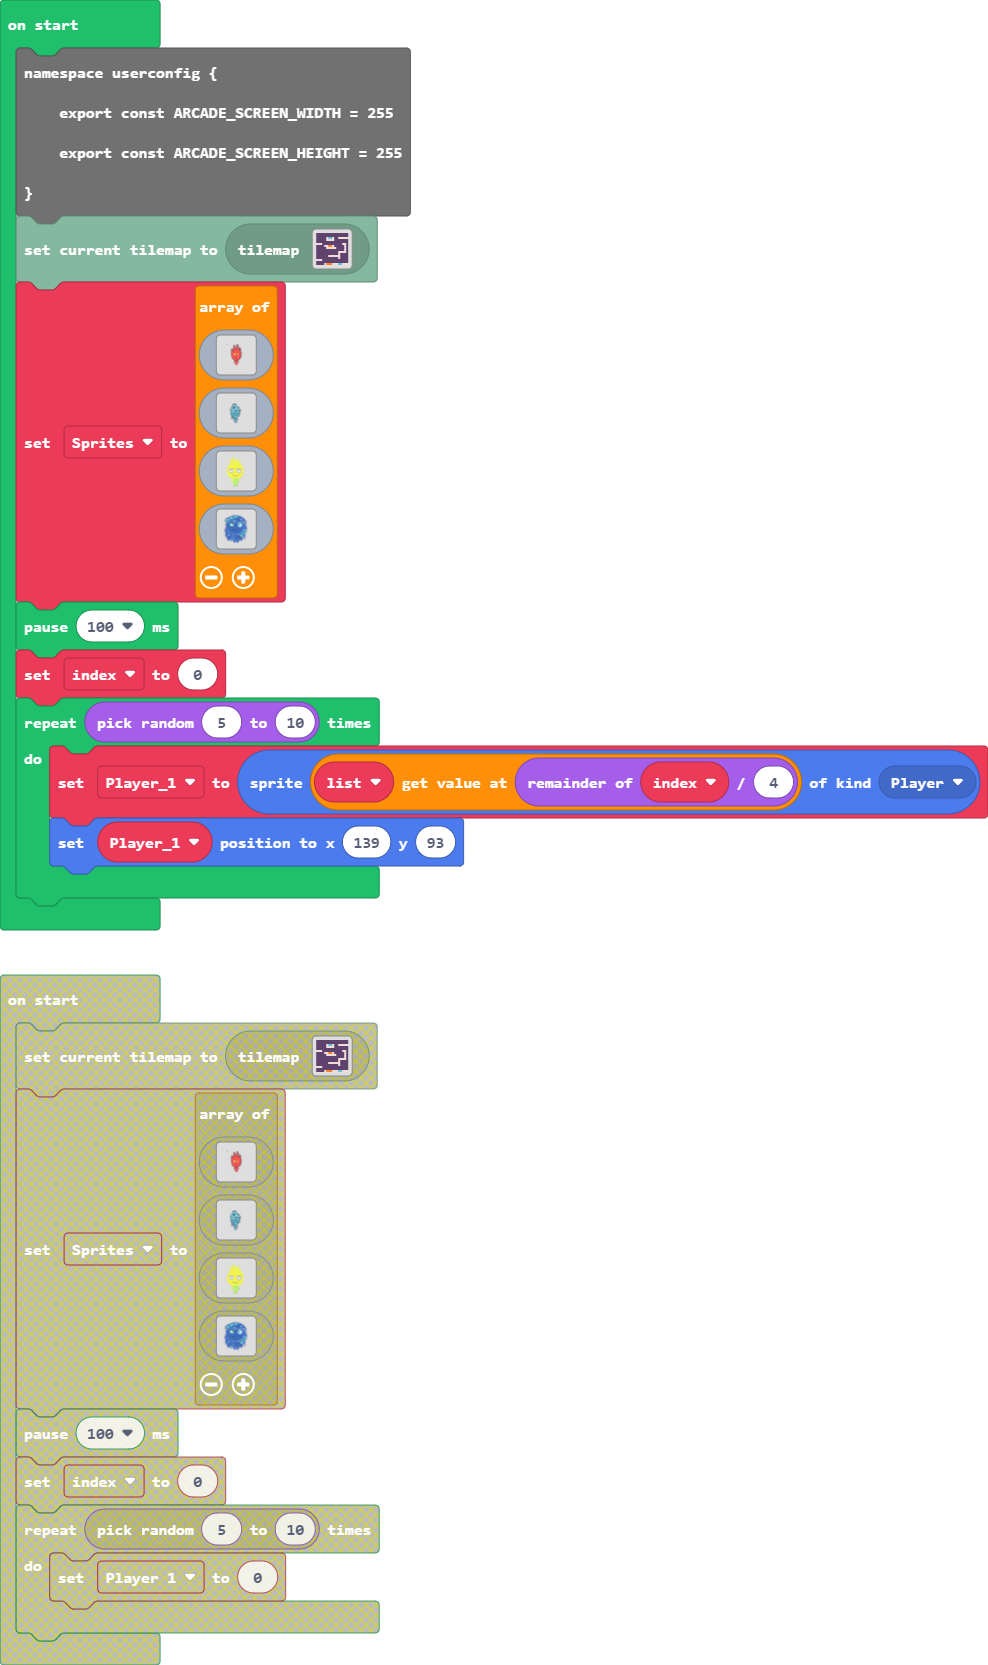 on start
namespace userconfig {
export const ARCADE_SCREEN_WIDTH = 255
export const ARCADE_SCREEN_HEIGHT = 255
}
set current tilemap to tilemap
array of
set Sprites to
pause 100 ms
set index to 0
repeat pick random 5 to 10 times
do
set Player_1 to sprite list get value at remainder of index / 4 of kind Player
set Player_1 position to x 139 y 93
on start
set current tilemap to tilemap
array of
set Sprites to
pause 100 ms
set index to 0
repeat pick random 5 to 10 times
do
set Player 1 to 0